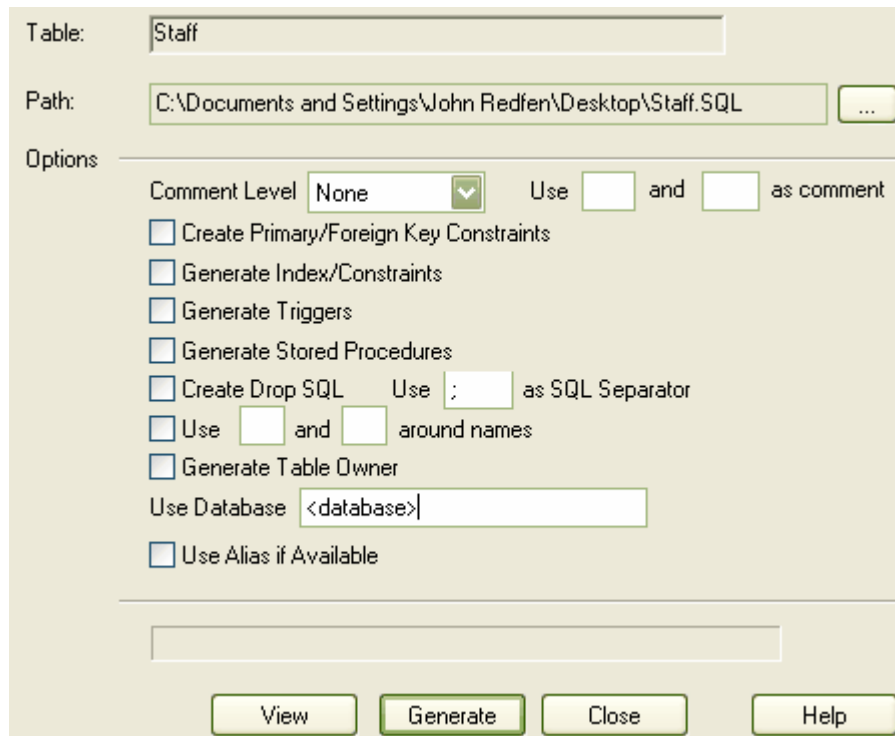 Table: Staff
Path: C:\Documents and Settings\John Redfen\Desktop\Staff.SQL ...
Options
Comment Level None Use and as comment
Create Primary/Foreign Key Constraints
Generate Index/Constraints
Generate Triggers
Generate Stored Procedures
Create Drop SQL Use ; as SQL Separator
Use and around names
Generate Table Owner
Use Database <database>
Use Alias if Available
View Generate Close Help